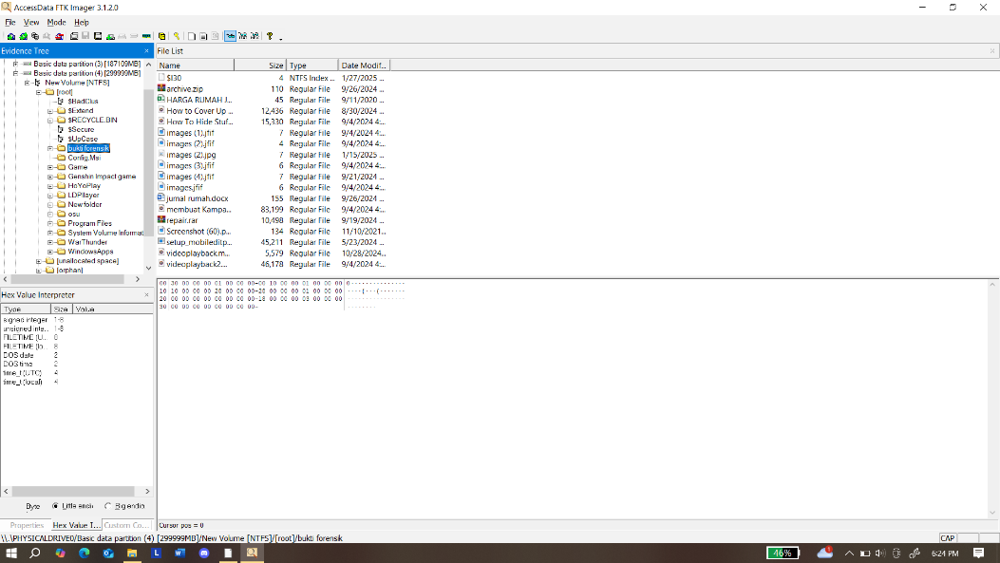 AccessData FTK Imager 3.1.2.0
File View Mode Help
Evidence Tree
Basic data partition (3) [187109MB]
Basic data partition (4) [299999MB]
New Volume [NTFS]
[root]
$BadClus
$Extend
$RECYCLE.BIN
$Secure
$UpCase
bukti forensik
Config.Msi
Game
Genshin Impact game
HoYoPlay
LDPlayer
New folder
osu
Program Files
System Volume Informat
WarThunder
WindowsApps
[unallocated space]
[orphan]
File List
Name Size Type Date Modif...
$I30 4 NTFS Index ... 1/27/2025 ...
archive.zip 110 Regular File 9/26/2024 ...
HARGA RUMAH J... 45 Regular File 9/11/2020 ...
How to Cover Up ... 12,436 Regular File 8/30/2024 ...
How To Hide Stuf... 15,330 Regular File 9/4/2024 4:...
images (1).jfif 7 Regular File 9/4/2024 4:...
images (2).jfif 4 Regular File 9/4/2024 4:...
images (2).jpg 7 Regular File 1/15/2025 ...
images (3).jfif 6 Regular File 9/4/2024 4:...
images (4).jfif 7 Regular File 9/21/2024 ...
images.jfif 6 Regular File 9/4/2024 4:...
jurnal rumah.docx 155 Regular File 9/26/2024 ...
membuat Kampa... 83,199 Regular File 9/4/2024 4:...
repair.rar 10,498 Regular File 9/19/2024 ...
Screenshot (60).p... 134 Regular File 11/10/2021...
setup_mobileditp... 45,211 Regular File 5/23/2024 ...
videoplayback.m... 5,579 Regular File 10/28/2024...
videoplayback2.... 46,178 Regular File 9/4/2024 4:...
00 30 00 00 00 01 00 00 00-00 10 00 00 01 00 00 00 0···············
10 10 00 00 00 28 00 00 00-28 00 00 00 01 00 00 00 ····(···(·······
20 00 00 00 00 00 00 00 00-18 00 00 00 03 00 00 00 ················
30 00 00 00 00 00 00 00 00- ········
Hex Value Interpreter
Type Size Value
signed integer 1-8
unsigned inte... 1-8
FILETIME (U... 8
FILETIME (lo... 8
DOS date 2
DOS time 2
time_t (UTC) 4
time_t (local) 4
Byte Little endi Big endia
Properties Hex Value I... Custom Co...
Cursor pos = 0
\\.\PHYSICALDRIVE0/Basic data partition (4) [299999MB]/New Volume [NTFS]/[root]/bukti forensik
CAP
46% 1 6:24 PM